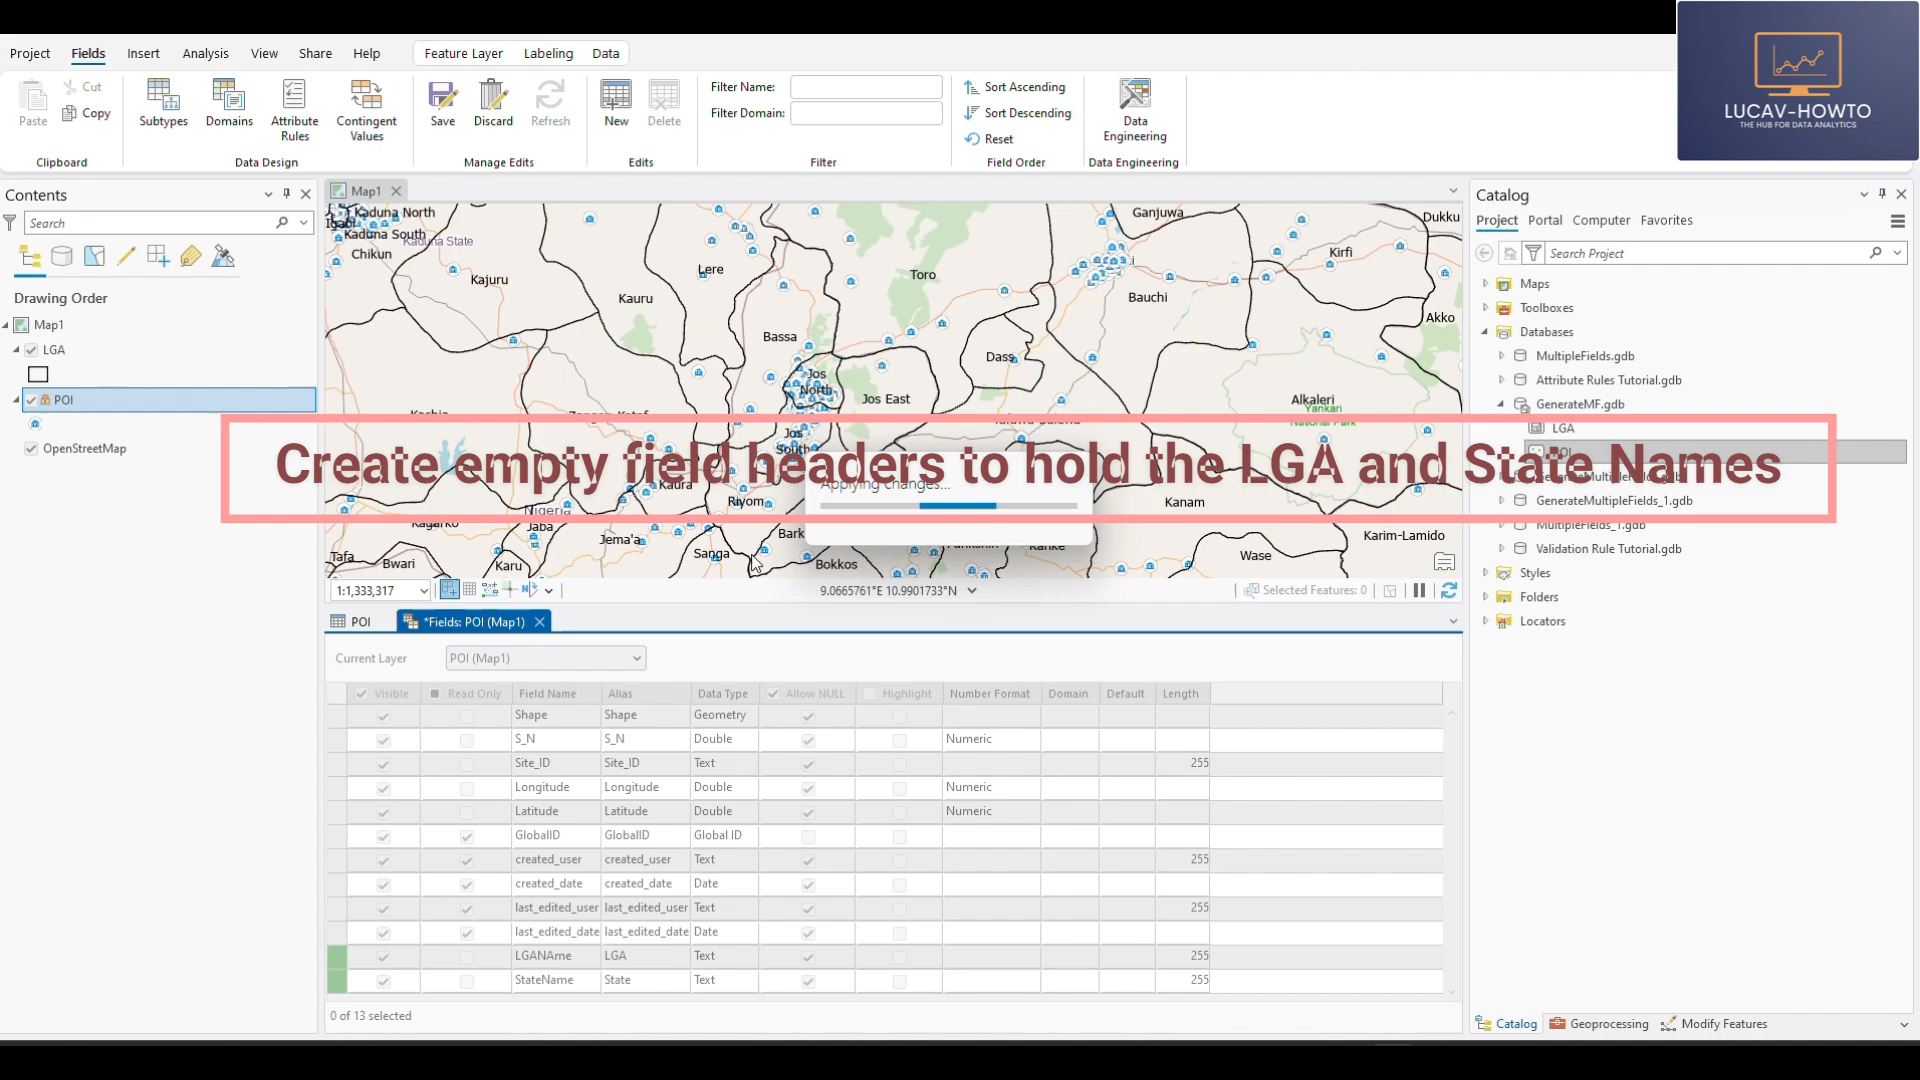 Project Fields Insert Analysis View Share Help Feature Layer Labeling Data
Paste Cut
Copy
Clipboard
Subtypes Domains Attribute Rules Contingent Values
Data Design
Save Discard Refresh
Manage Edits
New Delete
Edits
Filter Name:
Filter Domain:
Filter
Sort Ascending
Sort Descending
Reset
Field Order
Data Engineering
Data Engineering
LUCAV-HOWTO
THE HUB FOR DATA ANALYTICS
Contents
Search
Drawing Order
Map1
LGA
POI
OpenStreetMap
Map1
Kaduna North
Igabi
Kaduna South
Kaduna State
Chikun
Kajuru
Lere
Kauru
Toro
Ganjuwa
Dukku
Kirfi
Bauchi
Akko
Bassa
Dass
Jos North
Jos East
Alkaleri
Yankari
Jos South
Create empty field headers to hold the LGA and State Names
Applying changes...
Kaura
Riyom
Kanam
Nigeria
Jaba
Jema'a
Sanga
Bark
Kanke
Karim-Lamido
Tafa
Bwari
Karu
Bokkos
Wase
1:1,333,317
9.0665761°E 10.9901733°N
Selected Features: 0
POI *Fields: POI (Map1)
Current Layer POI (Map1)
Visible Read Only Field Name Alias Data Type Allow NULL Highlight Number Format Domain Default Length
Shape Shape Geometry
S_N S_N Double Numeric
Site_ID Site_ID Text 255
Longitude Longitude Double Numeric
Latitude Latitude Double Numeric
GlobalID GlobalID Global ID
created_user created_user Text 255
created_date created_date Date
last_edited_user last_edited_user Text 255
last_edited_date last_edited_date Date
LGANAme LGA Text 255
StateName State Text 255
0 of 13 selected
Catalog
Project Portal Computer Favorites
Search Project
Maps
Toolboxes
Databases
MultipleFields.gdb
Attribute Rules Tutorial.gdb
GenerateMF.gdb
LGA
POI
GenerateMultipleFields.gdb
GenerateMultipleFields_1.gdb
MultipleFields_1.gdb
Validation Rule Tutorial.gdb
Styles
Folders
Locators
Catalog Geoprocessing Modify Features